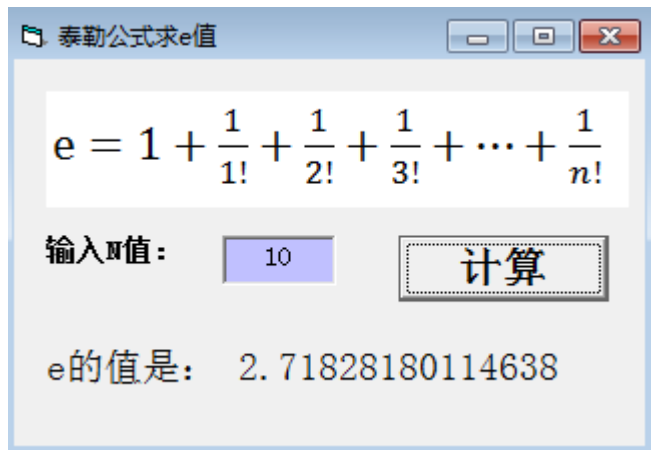 泰勒公式求e值
e = 1 + 1/1! + 1/2! + 1/3! + ⋯ + 1/n!
输入N值： 10 计算
e的值是： 2.71828180114638